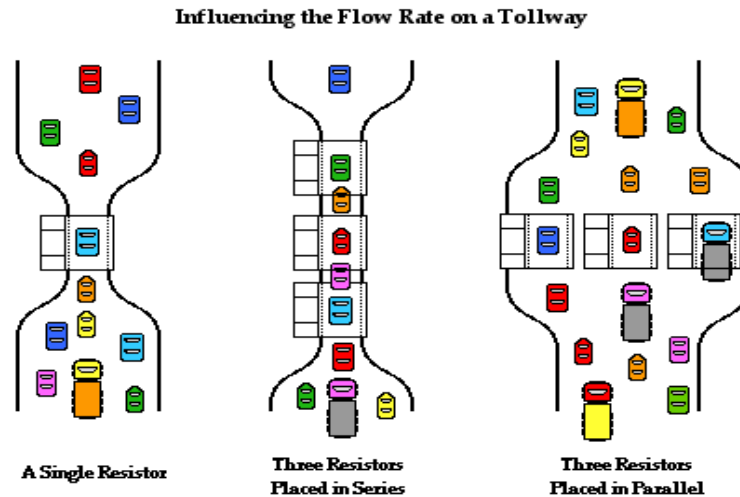 Influencing the Flow Rate on a Tollway
A Single Resistor
Three Resistors
Placed in Series
Three Resistors
Placed in Parallel